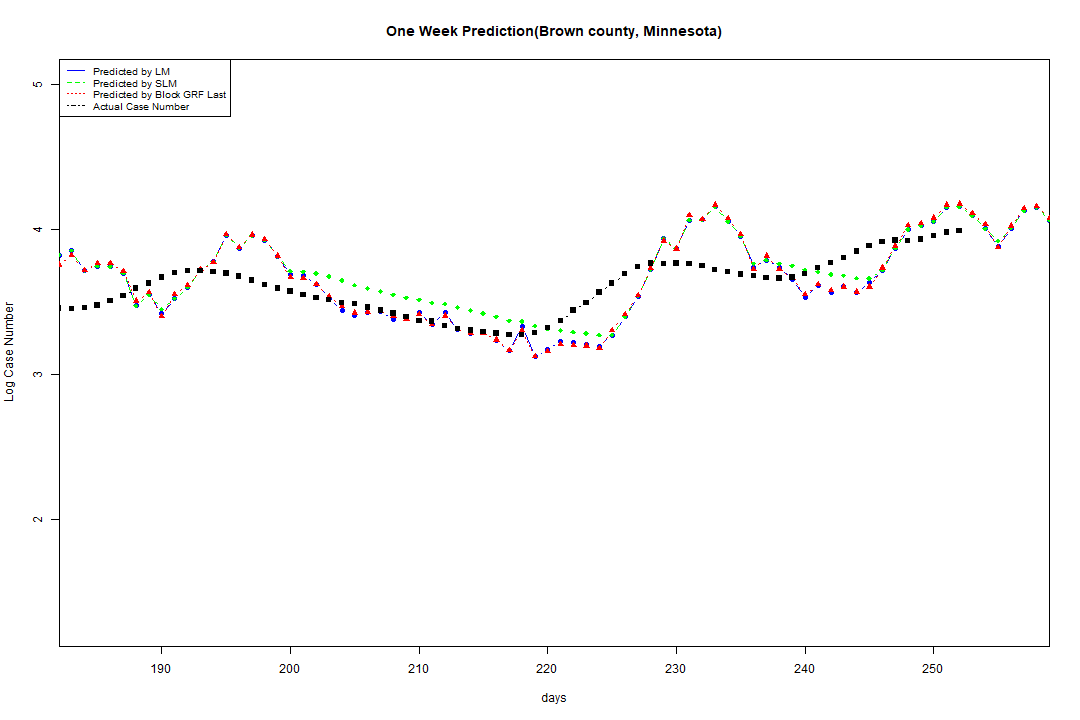 One Week Prediction(Brown county, Minnesota)
Predicted by LM
Predicted by SLM
Predicted by Block GRF Last
Actual Case Number
5
4
3
2
Log Case Number
190 200 210 220 230 240 250
days